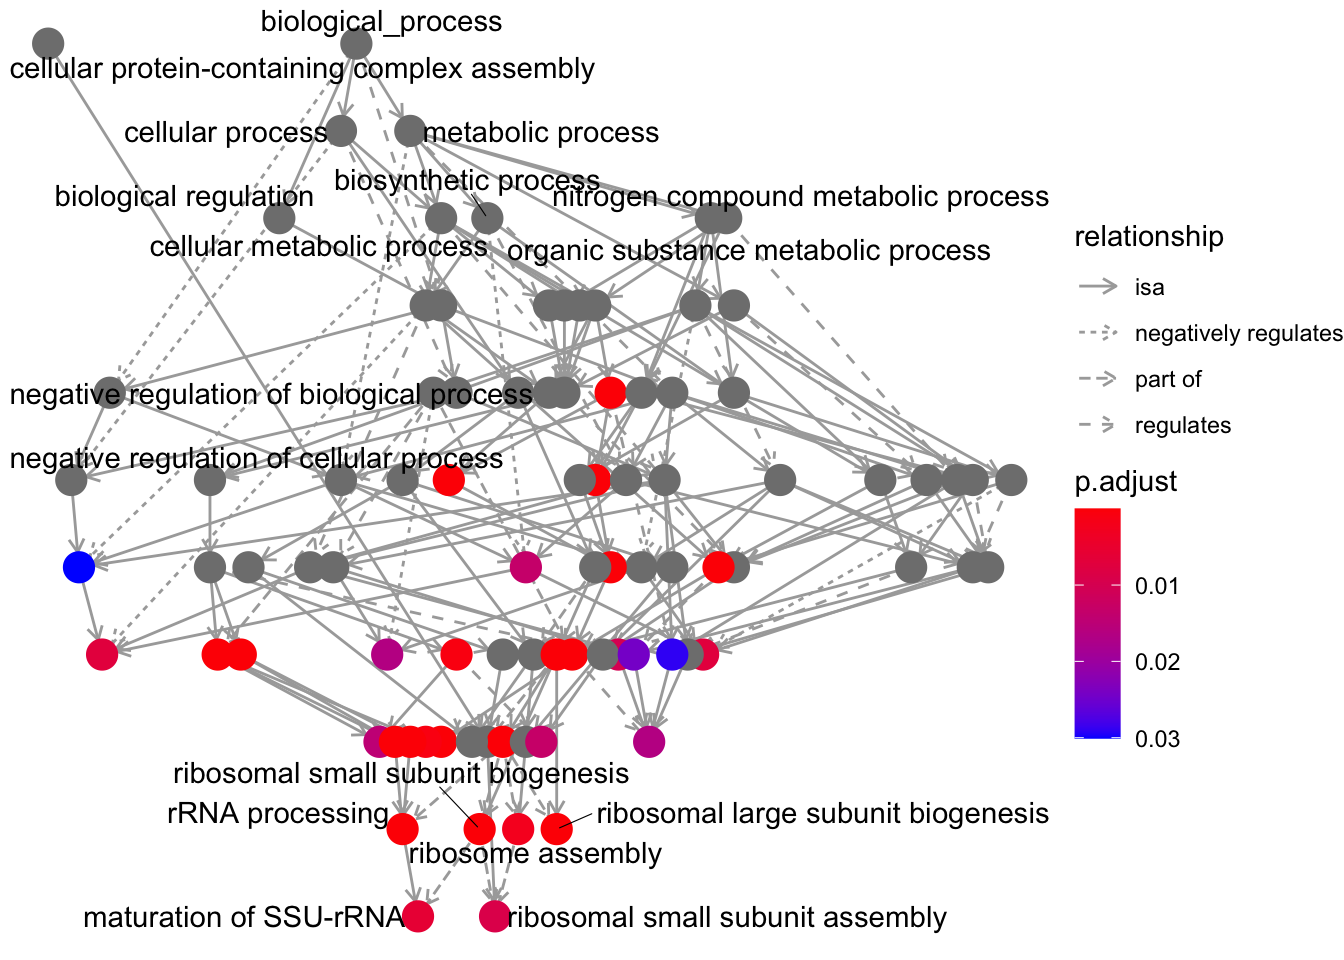 biological_process
cellular protein-containing complex assembly
cellular process
metabolic process
biosynthetic process
biological regulation
nitrogen compound metabolic process
cellular metabolic process
organic substance metabolic process
negative regulation of biological process
negative regulation of cellular process
ribosomal small subunit biogenesis
rRNA processing
ribosomal large subunit biogenesis
ribosome assembly
maturation of SSU-rRNA
ribosomal small subunit assembly
relationship
isa
negatively regulates
part of
regulates
p.adjust
0.01
0.02
0.03